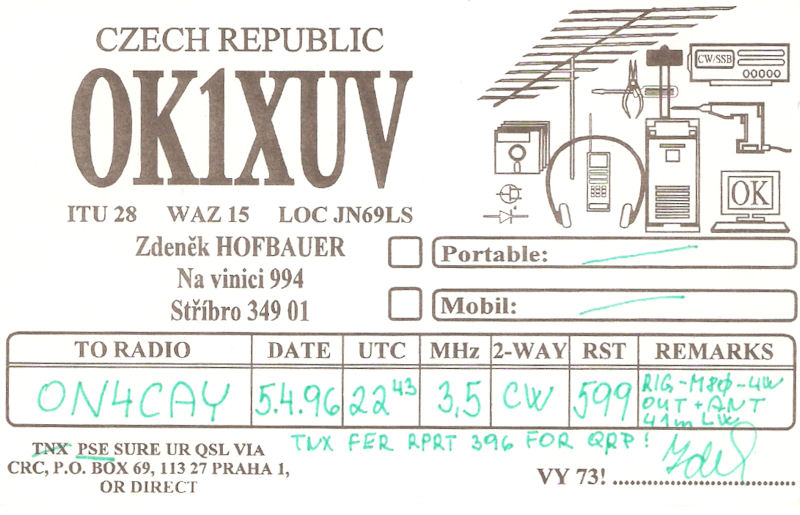 CZECH REPUBLIC
OK1XUV
ITU 28 WAZ 15 LOC JN69LS
CW/SSB
OK
Zdeněk HOFBAUER
Na vinici 994
Stříbro 349 01
Portable:
Mobil:
TO RADIO DATE UTC MHz 2-WAY RST REMARKS
ON4CAY 5.4.96 22 43 3,5 CW 599
RIG-M80-4W
OUT + ANT
41m LW
TNX FER RPRT 396 FOR QRP!
TNX PSE SURE UR QSL VIA
CRC, P.O. BOX 69, 113 27 PRAHA 1,
OR DIRECT
VY 73!